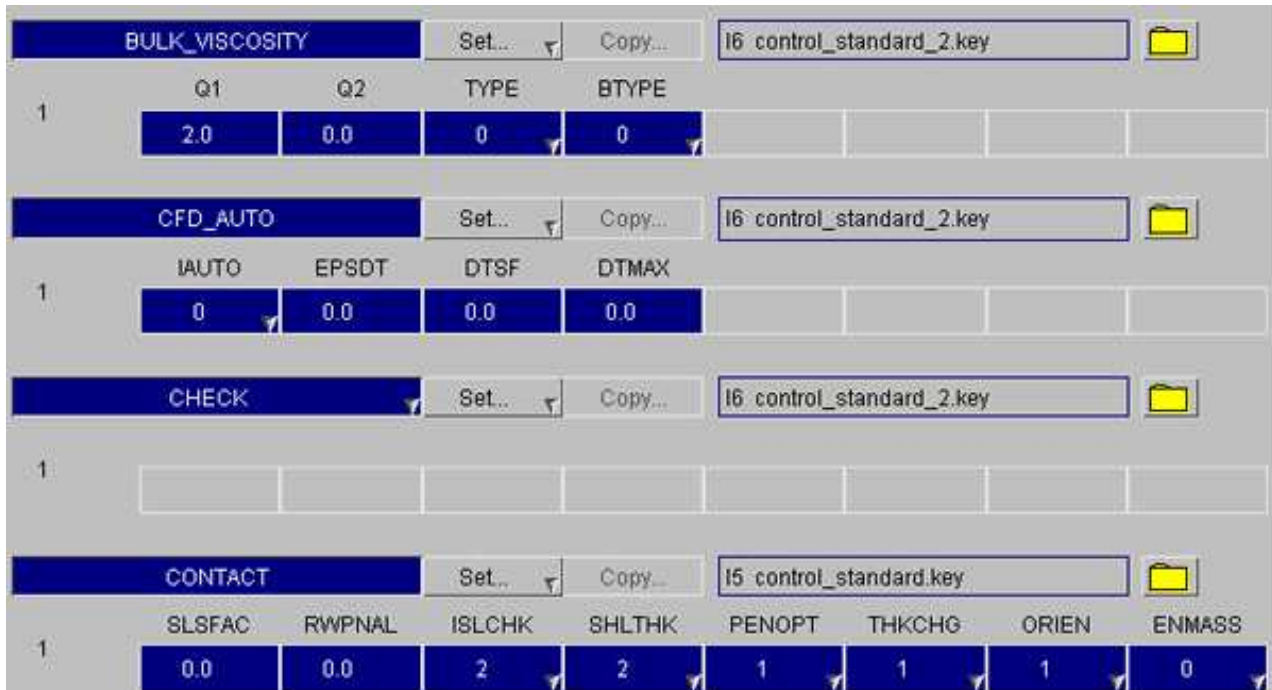 BULK_VISCOSITY Set... Copy... I6 control_standard_2.key
Q1 Q2 TYPE BTYPE
1
2.0 0.0 0 0
CFD_AUTO Set... Copy... I6 control_standard_2.key
IAUTO EPSDT DTSF DTMAX
1
0 0.0 0.0 0.0
CHECK Set... Copy... I6 control_standard_2.key
1
CONTACT Set... Copy... I5 control_standard.key
SLSFAC RWPNAL ISLCHK SHLTHK PENOPT THKCHG ORIEN ENMASS
1
0.0 0.0 2 2 1 1 1 0